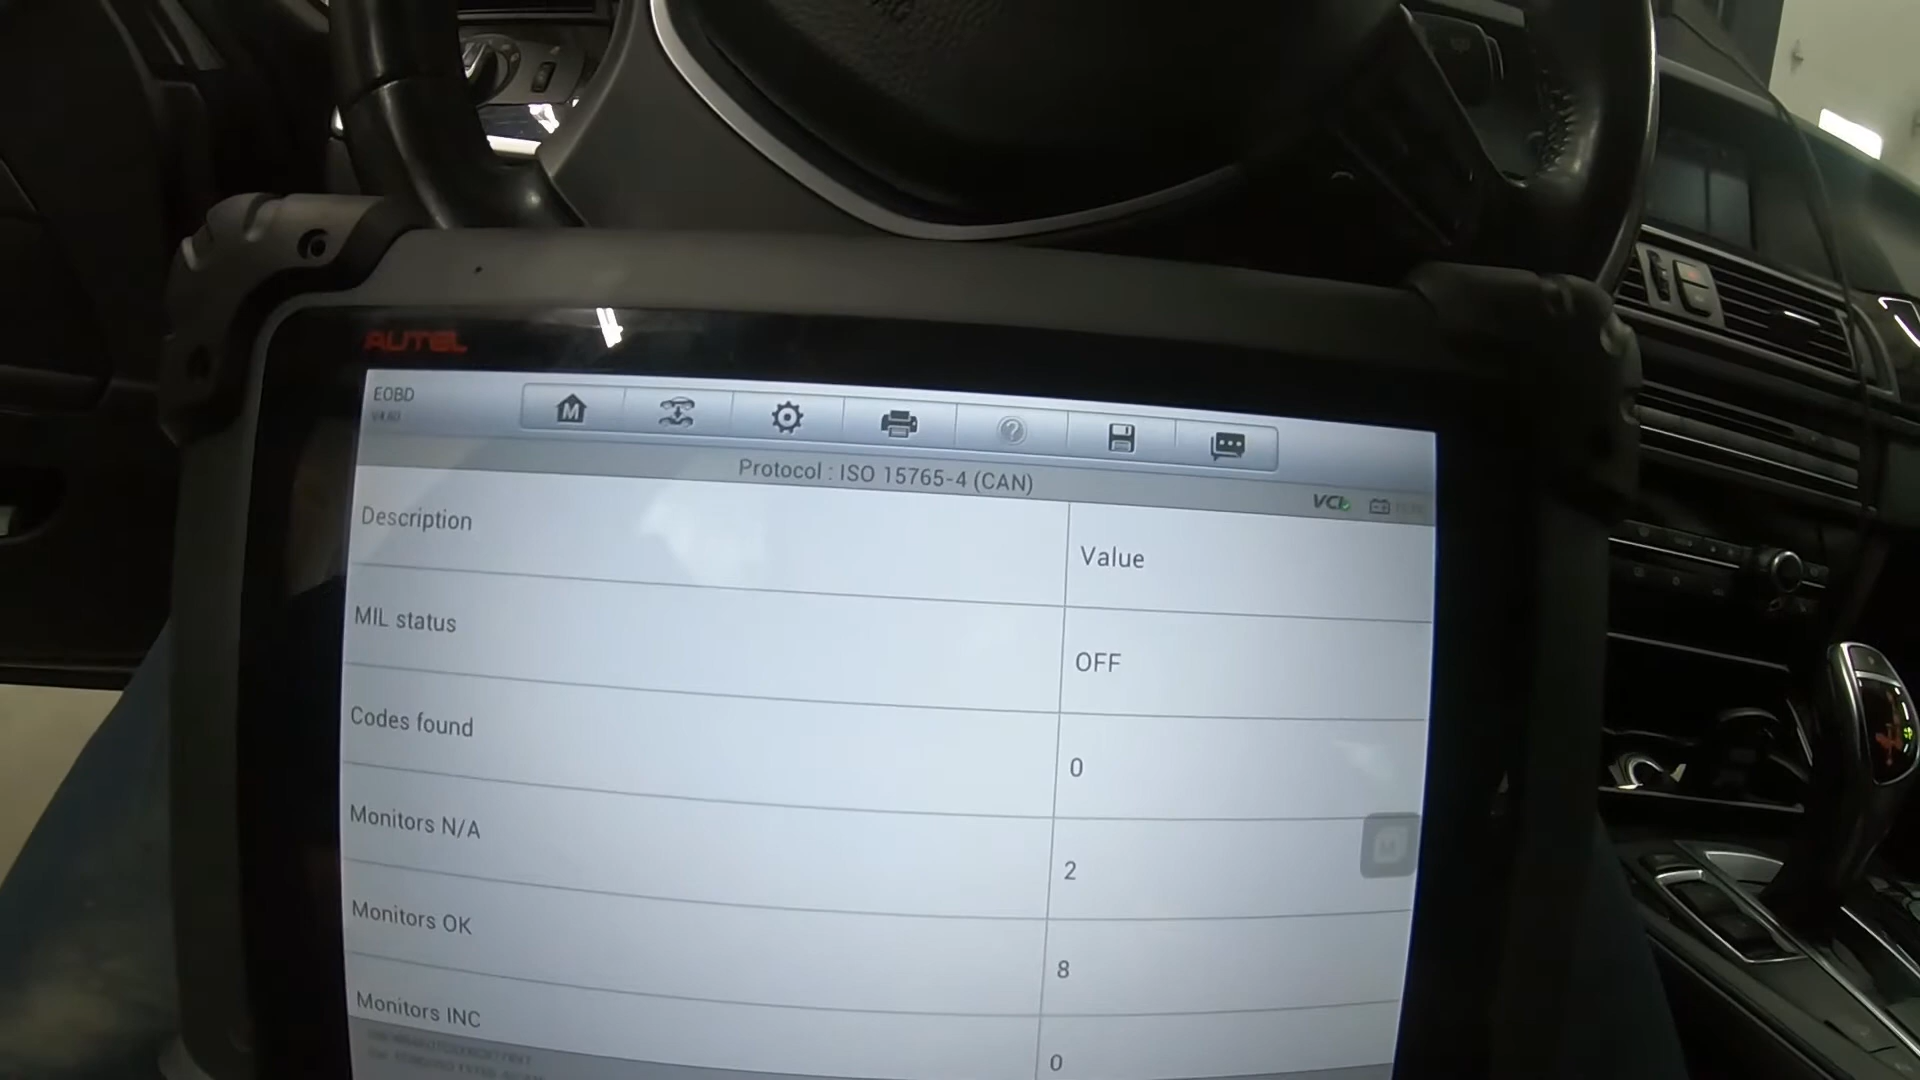 AUTEL
EOBD
Protocol : ISO 15765-4 (CAN)
VCI
Description
Value
MIL status
OFF
Codes found
0
Monitors N/A
2
Monitors OK
8
Monitors INC
0